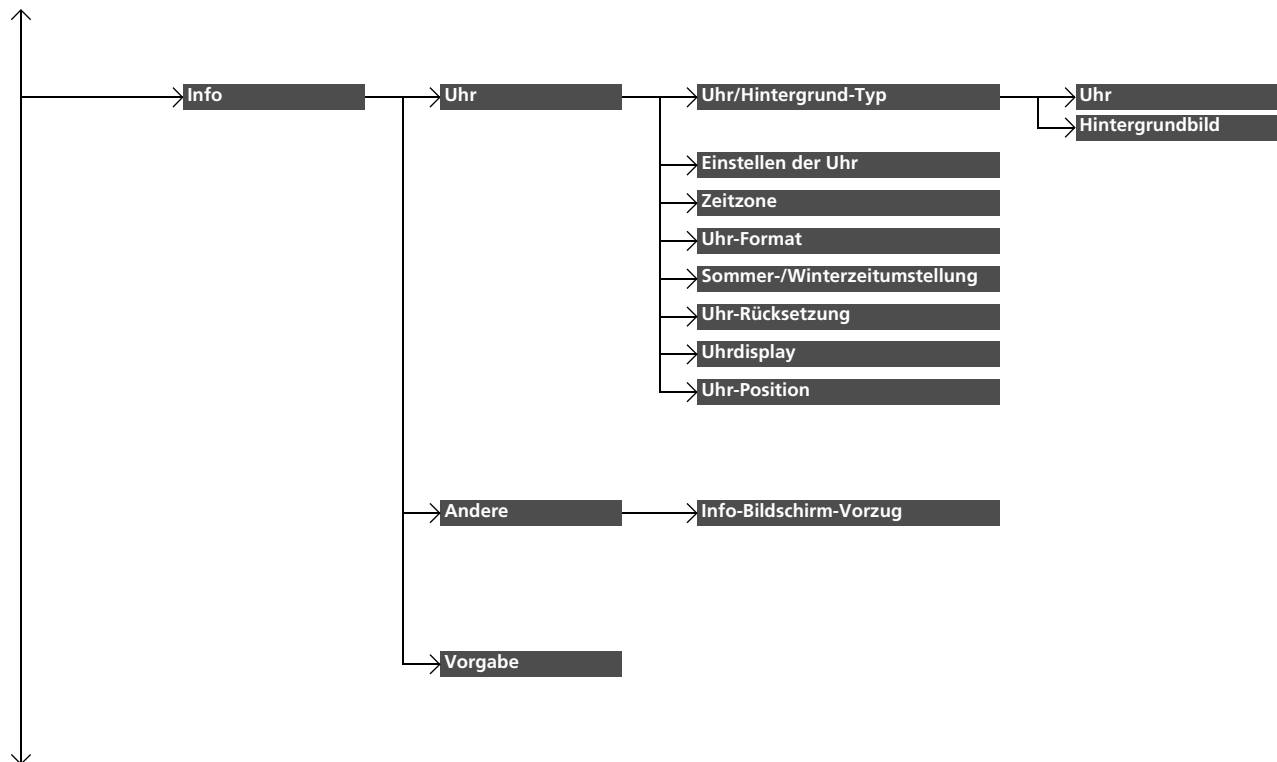 Info
Uhr
Uhr/Hintergrund-Typ
Uhr
Hintergrundbild
Einstellen der Uhr
Zeitzone
Uhr-Format
Sommer-/Winterzeitumstellung
Uhr-Rücksetzung
Uhrdisplay
Uhr-Position
Andere
Info-Bildschirm-Vorzug
Vorgabe